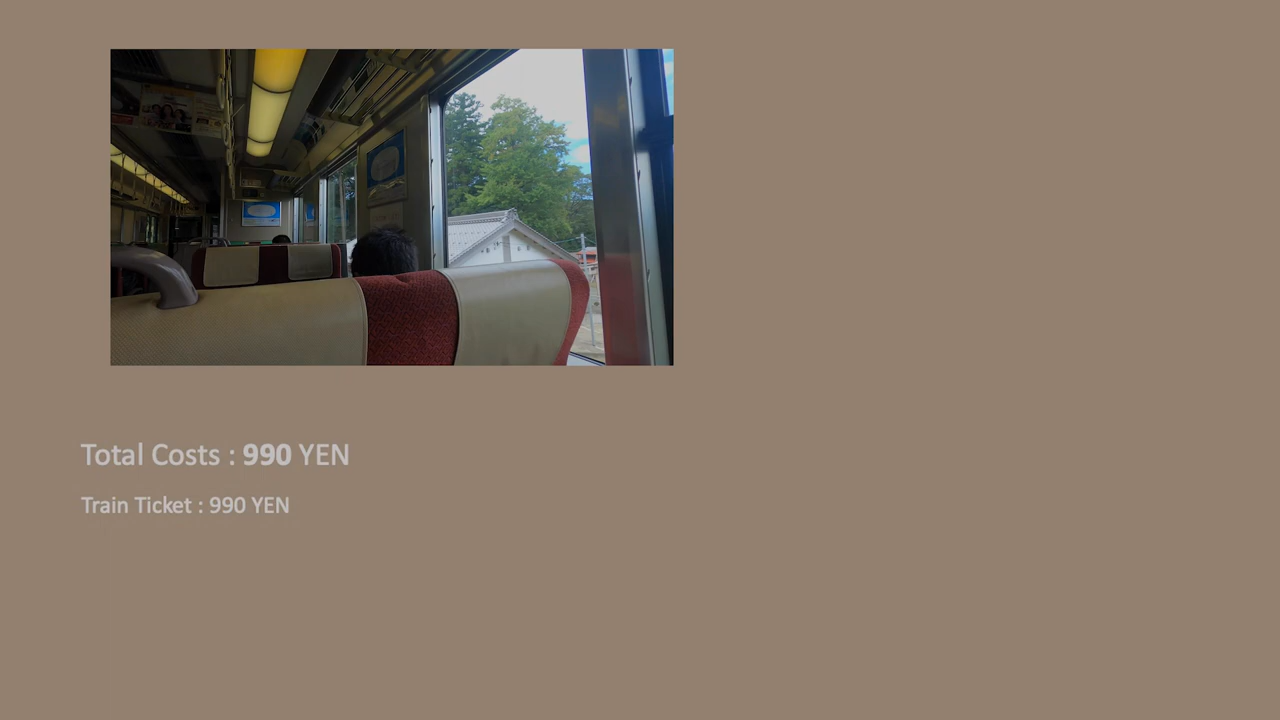 Total Costs : 990 YEN
Train Ticket : 990 YEN